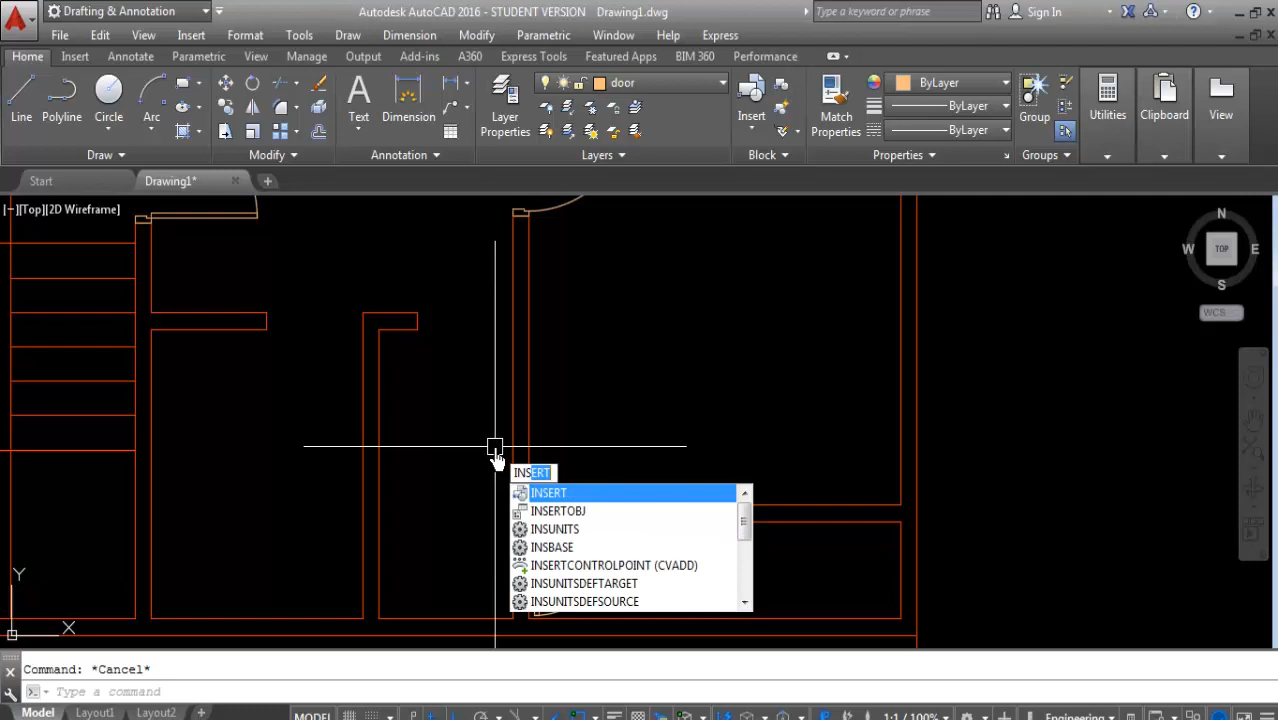 Drafting & Annotation
Autodesk AutoCAD 2016 - STUDENT VERSION Drawing1.dwg
Type a keyword or phrase
Sign In
File Edit View Insert Format Tools Draw Dimension Modify Parametric Window Help Express
Home Insert Annotate Parametric View Manage Output Add-ins A360 Express Tools Featured Apps BIM 360 Performance
door
ByLayer
ByLayer
ByLayer
Line Polyline Circle Arc Text Dimension Layer Properties Insert Match Properties Group Utilities Clipboard View
Draw Modify Annotation Layers Block Properties Groups
Start Drawing1*
[−][Top][2D Wireframe]
N
W TOP E
S
WCS
INSERT
INSERT
INSERTOBJ
INSUNITS
INSBASE
INSERTCONTROLPOINT (CVADD)
INSUNITSDEFTARGET
INSUNITSDEFSOURCE
Y
X
Command: *Cancel*
Type a command
Model Layout1 Layout2 +
MODEL 1:1 / 100% Engineering